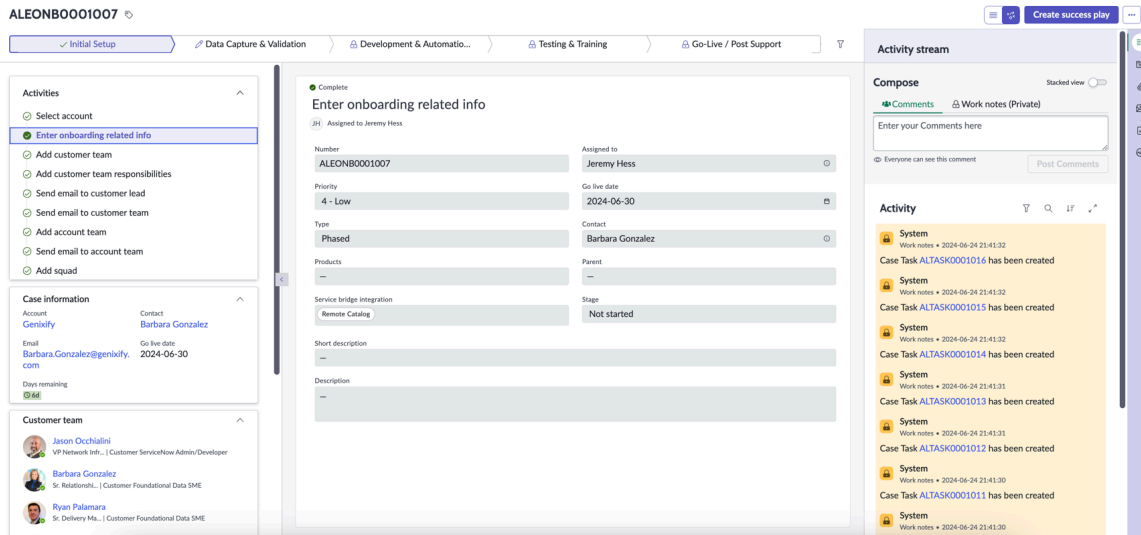 ALEONB0001007
Create success play
Initial Setup
Data Capture & Validation
Development & Automatio...
Testing & Training
Go-Live / Post Support
Activities
Select account
Enter onboarding related info
Add customer team
Add customer team responsibilities
Send email to customer lead
Send email to customer team
Add account team
Send email to account team
Add squad
Case information
Account
Contact
Genixify
Barbara Gonzalez
Email
Go live date
Barbara.Gonzalez@genixify.
com
2024-06-30
Days remaining
6d
Customer team
Jason Occhialini
VP Network Infr... | Customer ServiceNow Admin/Developer
Barbara Gonzalez
Sr. Relationshi... | Customer Foundational Data SME
Ryan Palamara
Sr. Delivery Ma... | Customer Foundational Data SME
Complete
Enter onboarding related info
JH Assigned to Jeremy Hess
Number
ALEONB0001007
Assigned to
Jeremy Hess
Priority
4 - Low
Go live date
2024-06-30
Type
Phased
Contact
Barbara Gonzalez
Products
—
Parent
—
Service bridge integration
Remote Catalog
Stage
Not started
Short description
—
Description
—
Activity stream
Compose
Stacked view
Comments
Work notes (Private)
Enter your Comments here
Everyone can see this comment
Post Comments
Activity
System
Work notes • 2024-06-24 21:41:32
Case Task ALTASK0001016 has been created
System
Work notes • 2024-06-24 21:41:32
Case Task ALTASK0001015 has been created
System
Work notes • 2024-06-24 21:41:32
Case Task ALTASK0001014 has been created
System
Work notes • 2024-06-24 21:41:31
Case Task ALTASK0001013 has been created
System
Work notes • 2024-06-24 21:41:31
Case Task ALTASK0001012 has been created
System
Work notes • 2024-06-24 21:41:30
Case Task ALTASK0001011 has been created
System
Work notes • 2024-06-24 21:41:30